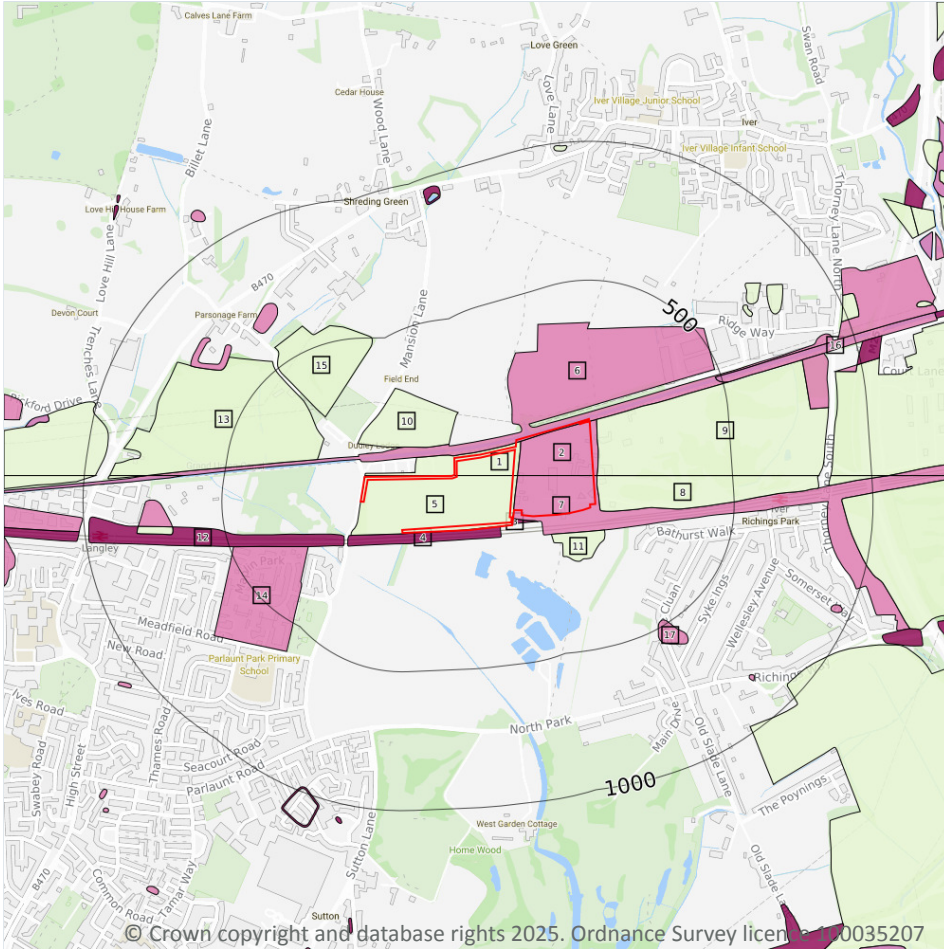 Calves Lane Farm
Love Green
Swan Road
Cedar House
Wood Lane
Love Lane
Iver Village Junior School
Iver
Iver Village Infant School
Billet Lane
Shreding Green
Thorney Lane North
Love Hill House Farm
Love Hill Lane
B470
Devon Court
Parsonage Farm
Mansion Lane
500
Ridge Way
16
Trenches Lane
15
6
Court Lane
Field End
Bickford Drive
13
10
9
2
1
8
5
7
Thorney Lane South
Iver
Richings Park
Langley
12
4
11
Bathurst Walk
14
Meadfield Road
New Road
Parlaunt Park Primary
School
Cluan
Syke Ings
Wellesley Avenue
Somerset
17
Richings
Ives Road
Thames Road
High Street
Swabey Road
Seacourt Road
Parlaunt Road
North Park
Main Drive
Old Slade Lane
1000
The Poynings
West Garden Cottage
Home Wood
Sutton Lane
Old Slade L
B470
Common Road
Tamar Way
Sutton
© Crown copyright and database rights 2025. Ordnance Survey licence 100035207